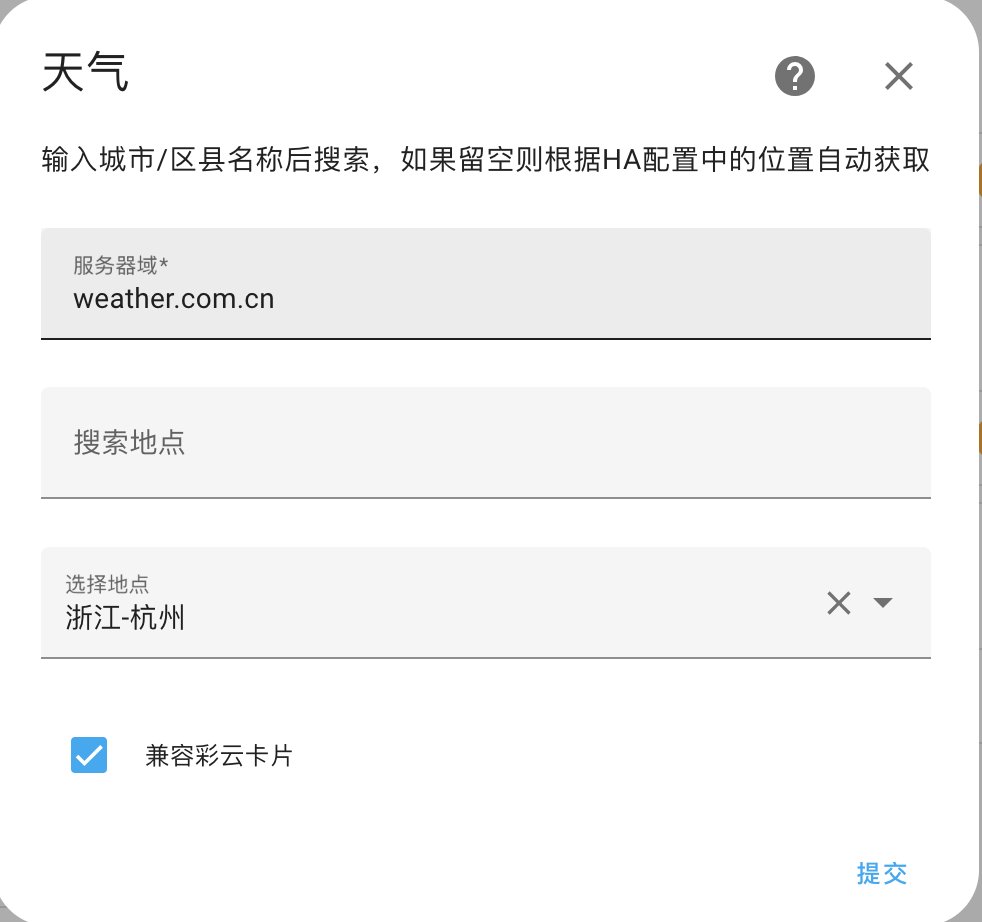 天气
输入城市/区县名称后搜索，如果留空则根据HA配置中的位置自动获取
服务器域*
weather.com.cn
搜索地点
选择地点
浙江-杭州
兼容彩云卡片
提交